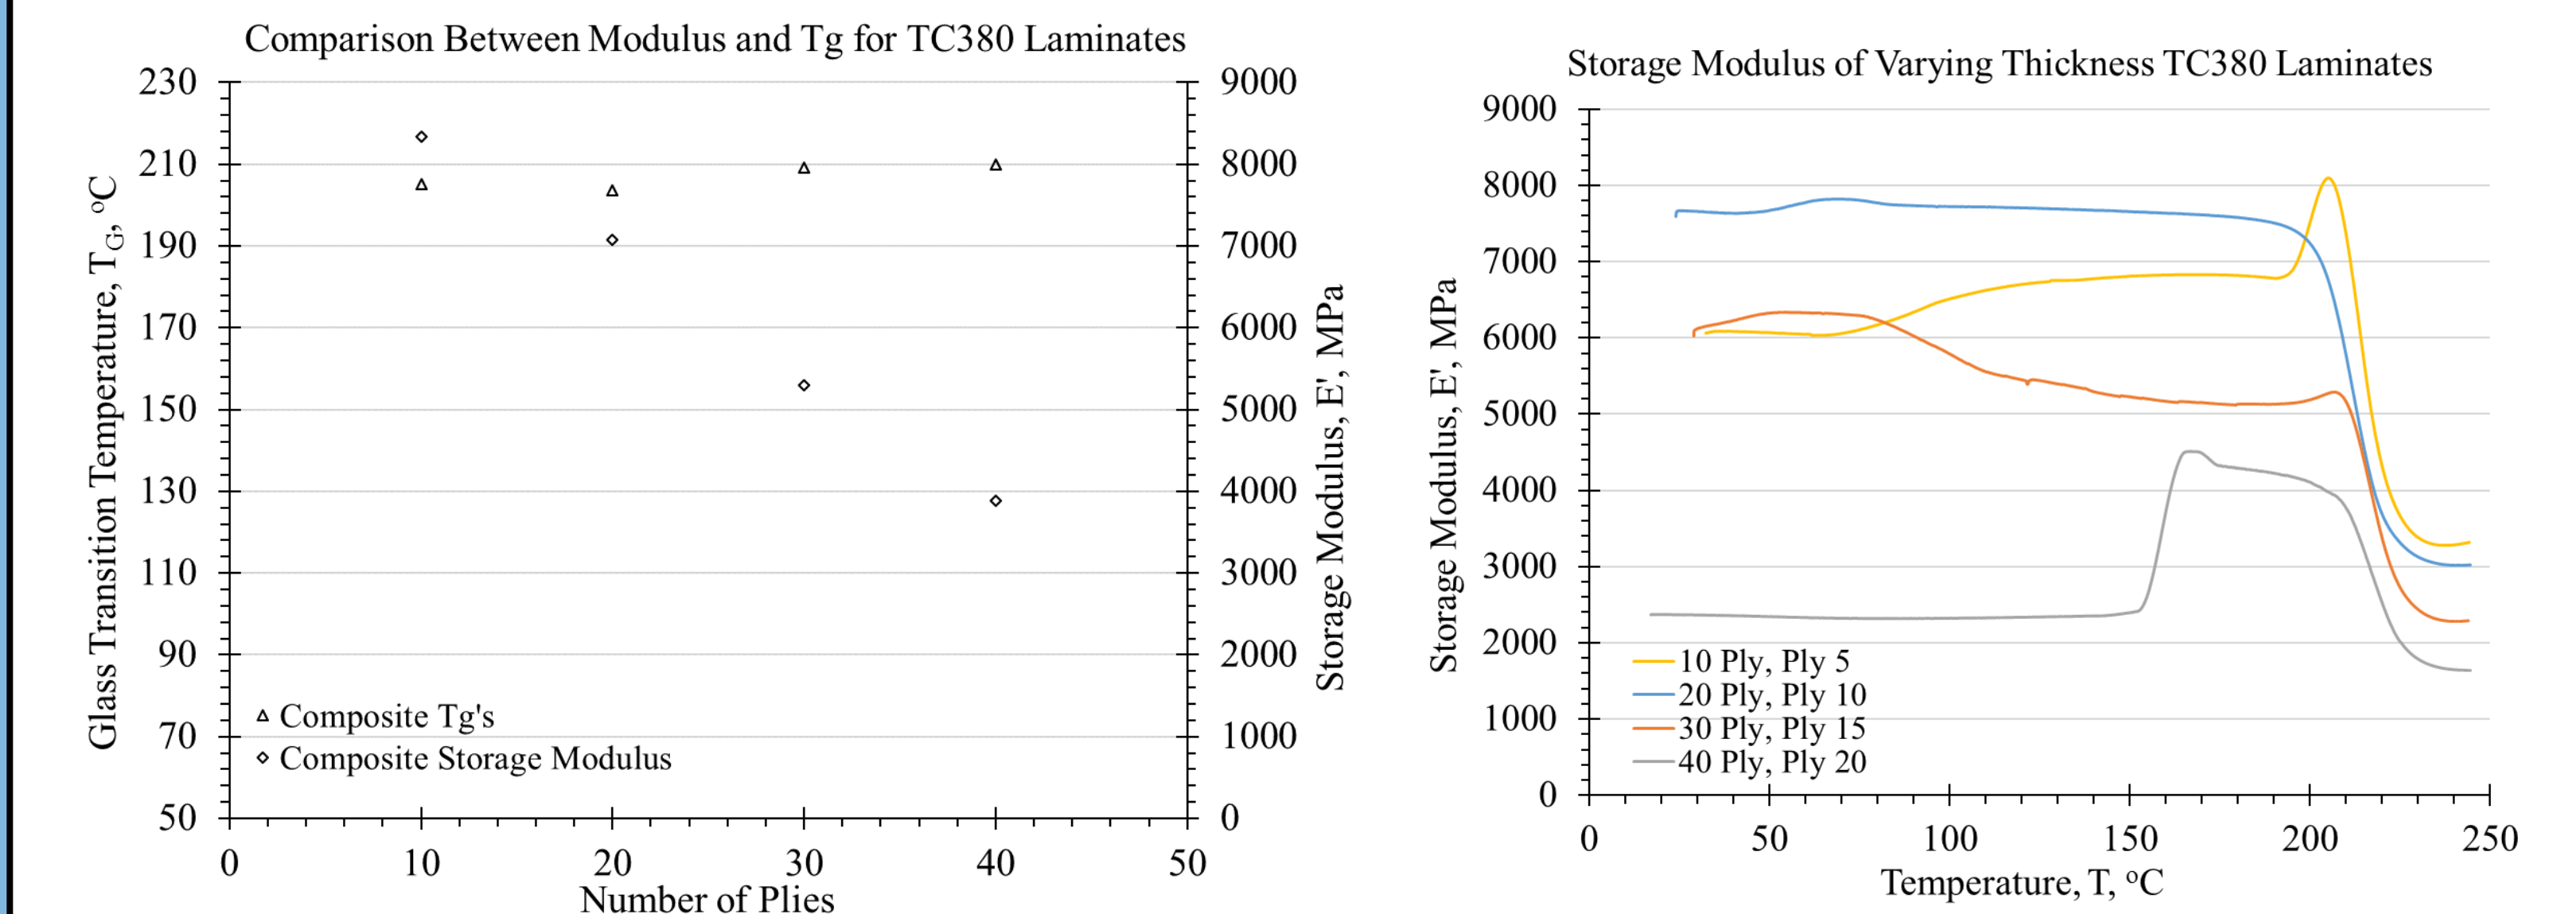 Comparison Between Modulus and Tg for TC380 Laminates
230
210
190
170
150
130
110
90
70
50
Glass Transition Temperature, T_G, °C
9000
8000
7000
6000
5000
4000
3000
2000
1000
0
Storage Modulus, E', MPa
Composite Tg's
Composite Storage Modulus
0 10 20 30 40 50
Number of Plies
Storage Modulus of Varying Thickness TC380 Laminates
9000
8000
7000
6000
5000
4000
3000
2000
1000
0
Storage Modulus, E', MPa
10 Ply, Ply 5
20 Ply, Ply 10
30 Ply, Ply 15
40 Ply, Ply 20
0 50 100 150 200 250
Temperature, T, °C